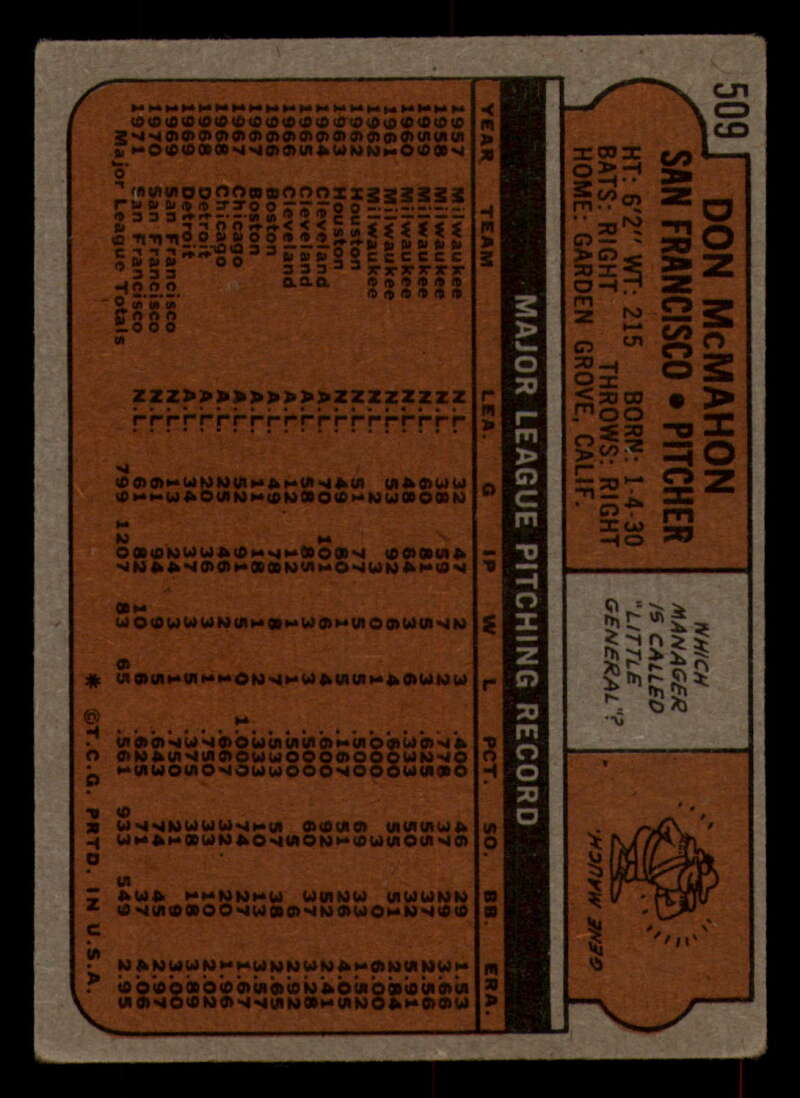 509
DON McMAHON
SAN FRANCISCO • PITCHER
HT: 6'2" WT: 215 BORN: 1-4-30
BATS: RIGHT THROWS: RIGHT
HOME: GARDEN GROVE, CALIF.
WHICH
MANAGER
IS CALLED
"LITTLE
GENERAL"?
GENE MAUCH.
MAJOR LEAGUE PITCHING RECORD
YEAR TEAM LEA. G IP W L PCT. SO. BB. ERA.
1957 Milwaukee N.L. 32 47 2 3 .400 46 29 1.53
1958 Milwaukee N.L. 38 59 7 2 .778 37 29 3.66
1959 Milwaukee N.L. 60 81 5 3 .625 55 37 2.56
1960 Milwaukee N.L. 48 64 3 6 .333 50 32 5.91
1961 Milwaukee N.L. 53 92 6 4 .600 55 51 2.84
1962 Milwaukee N.L. 2 3 0 1 .000 3 0 6.00
1962 Houston N.L. 51 77 5 5 .500 69 33 1.52
1963 Houston N.L. 49 80 1 5 .167 51 26 4.05
1964 Cleveland A.L. 70 101 6 4 .600 92 52 2.41
1965 Cleveland A.L. 58 85 3 3 .500 60 37 3.28
1966 Cleveland A.L. 12 12 1 1 .500 5 6 2.92
1966 Boston A.L. 49 78 8 7 .533 57 38 2.65
1967 Boston A.L. 11 18 1 2 .333 10 13 3.57
1967 Chicago A.L. 52 91 5 0 1.000 74 27 1.67
1968 Chicago A.L. 25 46 2 1 .667 32 20 1.96
1968 Detroit A.L. 20 36 3 1 .750 33 10 2.02
1969 Detroit A.L. 34 37 3 5 .375 38 18 3.89
1969 San Francisco N.L. 13 24 3 1 .750 21 9 3.00
1970 San Francisco N.L. 61 94 9 5 .643 74 45 2.97
1971 San Francisco N.L. 61 82 10 6 .625 71 37 4.06
Major League Totals 799 1207 83 65 .561 933 549 2.95
* ©T.C.G. PRTD. IN U.S.A.